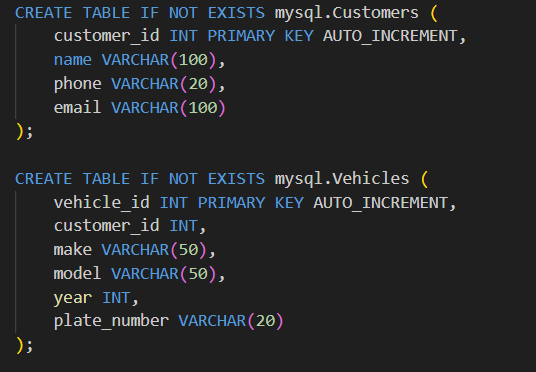 CREATE TABLE IF NOT EXISTS mysql.Customers (
    customer_id INT PRIMARY KEY AUTO_INCREMENT,
    name VARCHAR(100),
    phone VARCHAR(20),
    email VARCHAR(100)
);

CREATE TABLE IF NOT EXISTS mysql.Vehicles (
    vehicle_id INT PRIMARY KEY AUTO_INCREMENT,
    customer_id INT,
    make VARCHAR(50),
    model VARCHAR(50),
    year INT,
    plate_number VARCHAR(20)
);